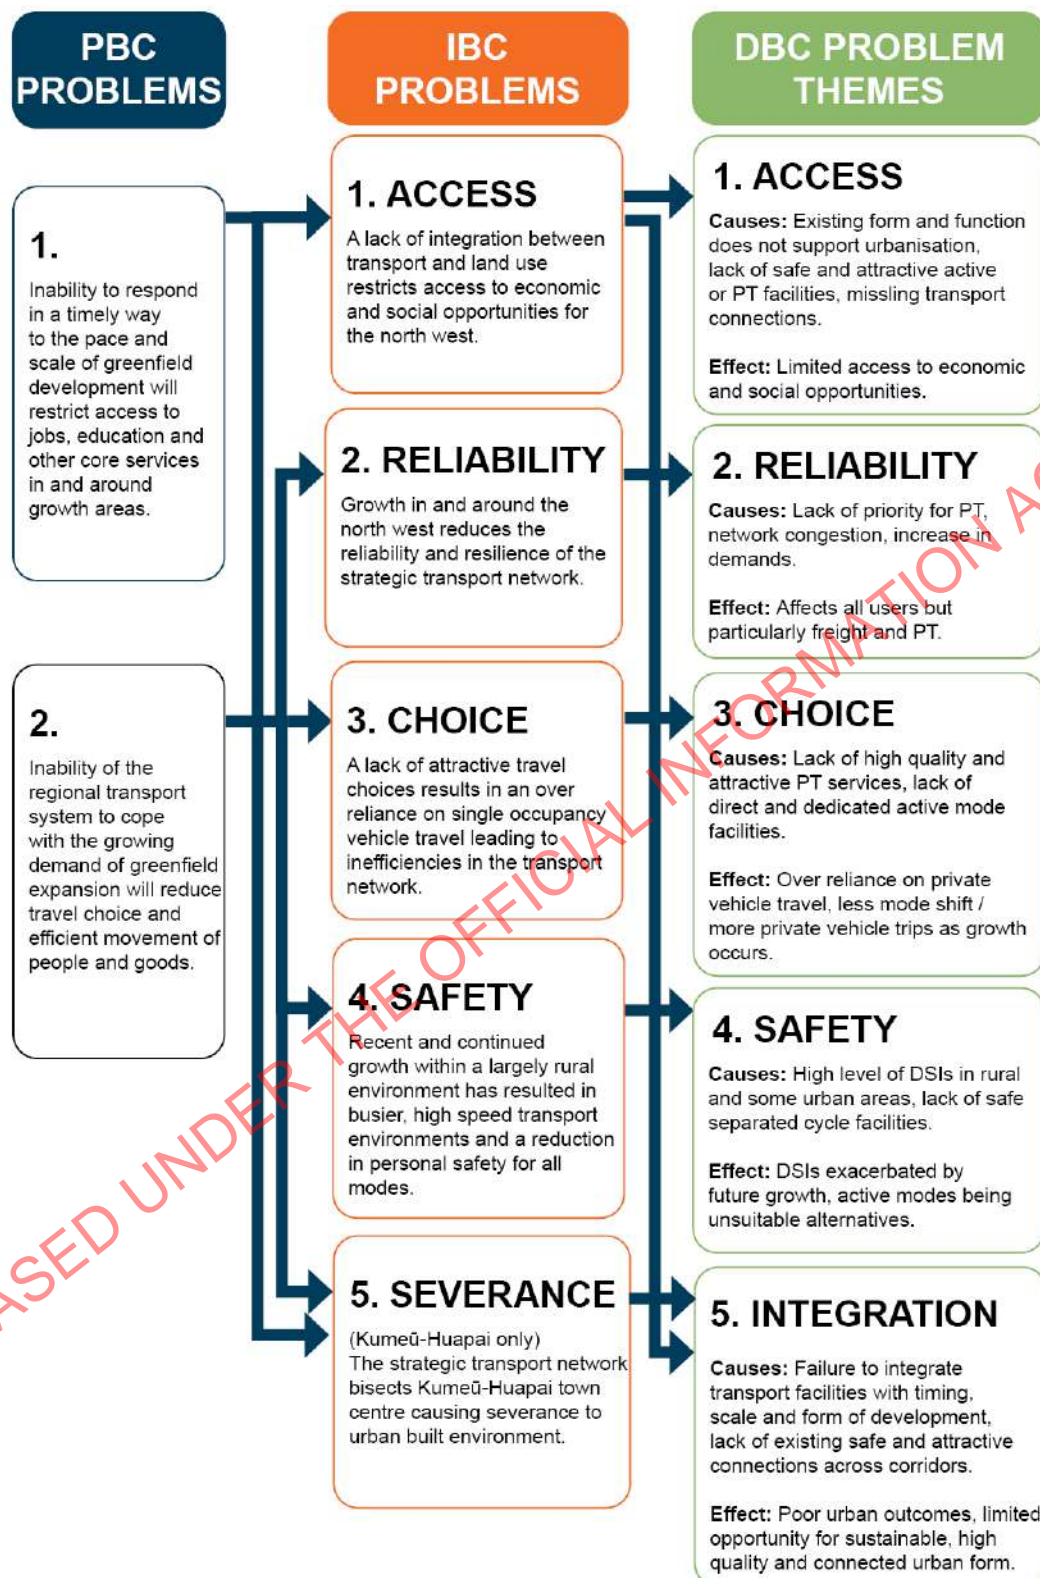 PBC
PROBLEMS
IBC
PROBLEMS
DBC PROBLEM
THEMES
1.
Inability to respond
in a timely way
to the pace and
scale of greenfield
development will
restrict access to
jobs, education and
other core services
in and around
growth areas.
2.
Inability of the
regional transport
system to cope
with the growing
demand of greenfield
expansion will reduce
travel choice and
efficient movement of
people and goods.
1. ACCESS
A lack of integration between
transport and land use
restricts access to economic
and social opportunities for
the north west.
2. RELIABILITY
Growth in and around the
north west reduces the
reliability and resilience of the
strategic transport network.
3. CHOICE
A lack of attractive travel
choices results in an over
reliance on single occupancy
vehicle travel leading to
inefficiencies in the transport
network.
4. SAFETY
Recent and continued
growth within a largely rural
environment has resulted in
busier, high speed transport
environments and a reduction
in personal safety for all
modes.
5. SEVERANCE
(Kumeū-Huapai only)
The strategic transport network
bisects Kumeū-Huapai town
centre causing severance to
urban built environment.
1. ACCESS
Causes: Existing form and function
does not support urbanisation,
lack of safe and attractive active
or PT facilities, missling transport
connections.
Effect: Limited access to economic
and social opportunities.
2. RELIABILITY
Causes: Lack of priority for PT,
network congestion, increase in
demands.
Effect: Affects all users but
particularly freight and PT.
3. CHOICE
Causes: Lack of high quality and
attractive PT services, lack of
direct and dedicated active mode
facilities.
Effect: Over reliance on private
vehicle travel, less mode shift /
more private vehicle trips as growth
occurs.
4. SAFETY
Causes: High level of DSIs in rural
and some urban areas, lack of safe
separated cycle facilities.
Effect: DSIs exacerbated by
future growth, active modes being
unsuitable alternatives.
5. INTEGRATION
Causes: Failure to integrate
transport facilities with timing,
scale and form of development,
lack of existing safe and attractive
connections across corridors.
Effect: Poor urban outcomes, limited
opportunity for sustainable, high
quality and connected urban form.
ASED UNDER THE OFFICIAL INFORMATION AC